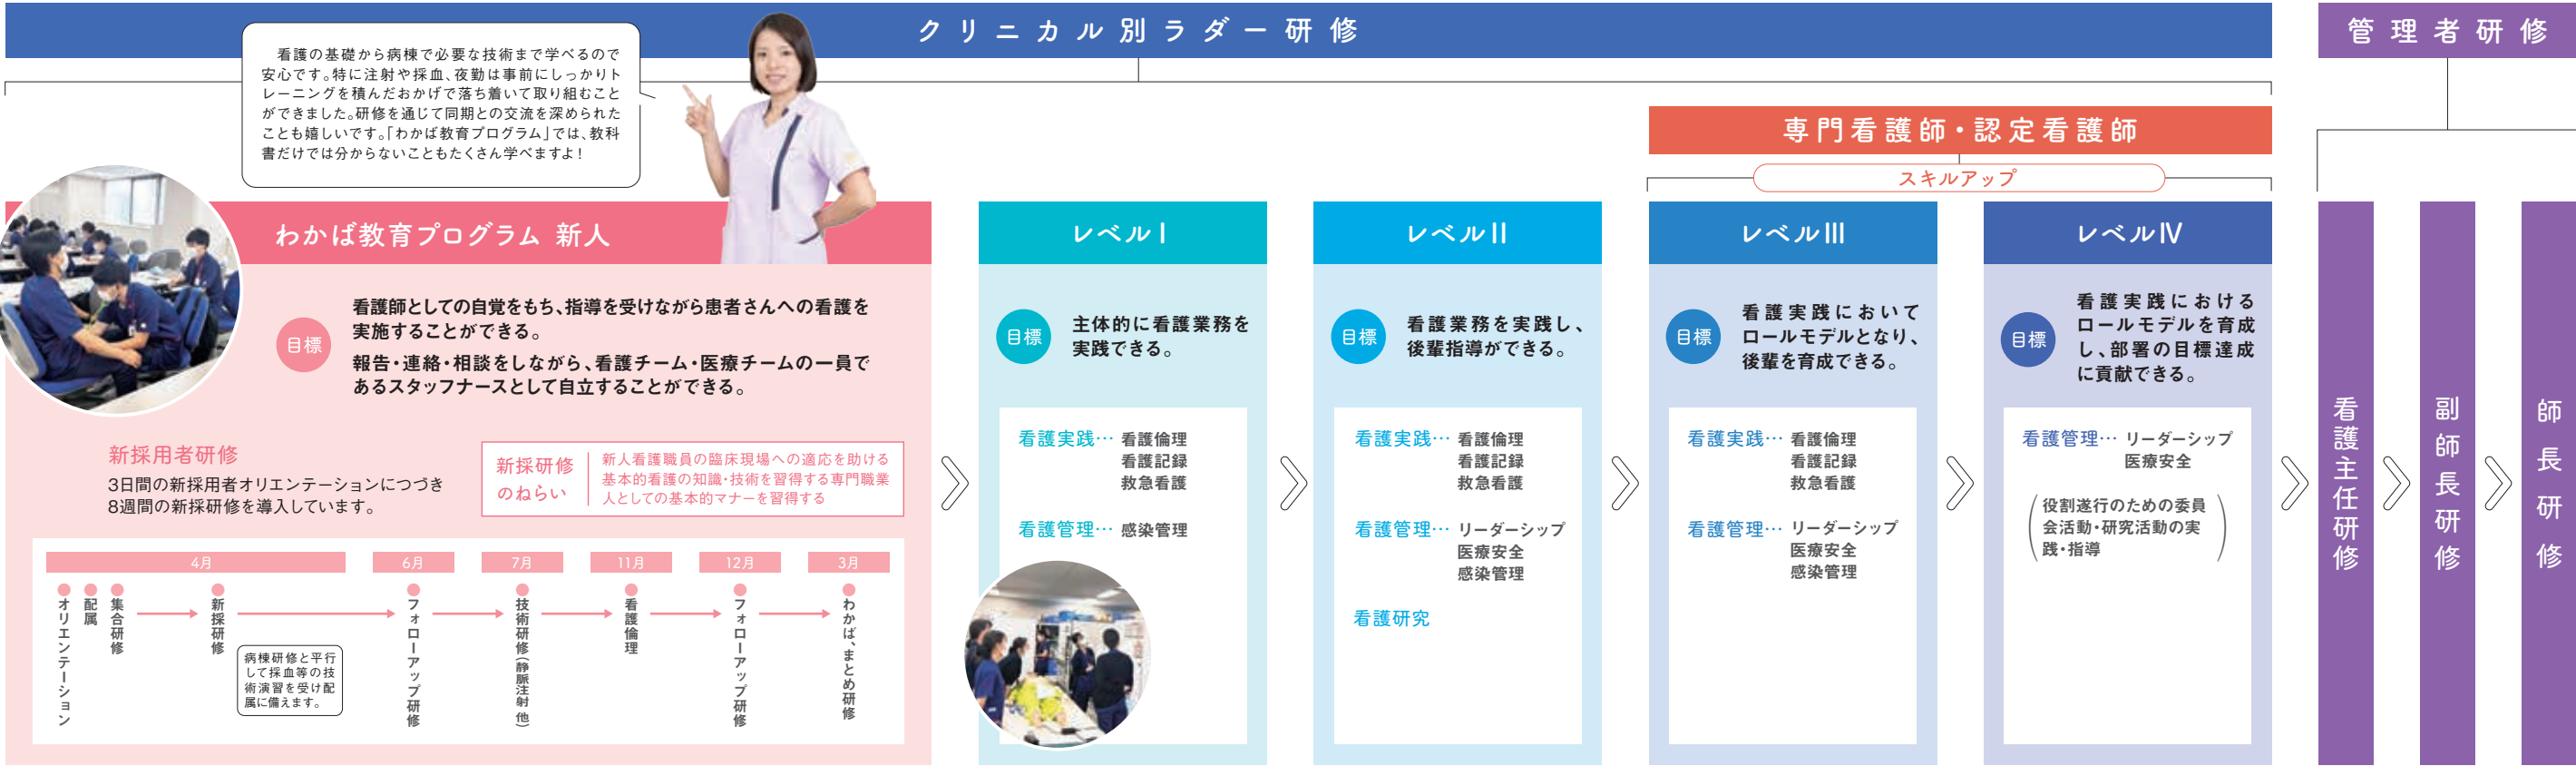 クリニカル別ラダー研修
管理者研修
看護の基礎から病棟で必要な技術まで学べるので
安心です。特に注射や採血、夜勤は事前にしっかりト
レーニングを積んだおかげで落ち着いて取り組むこと
ができました。研修を通じて同期との交流を深められた
ことも嬉しいです。「わかば教育プログラム」では、教科
書だけでは分からないこともたくさん学べますよ!
専門看護師・認定看護師
スキルアップ
わかば教育プログラム 新人
目標
看護師としての自覚をもち、指導を受けながら患者さんへの看護を
実施することができる。
報告・連絡・相談をしながら、看護チーム・医療チームの一員で
あるスタッフナースとして自立することができる。
新採用者研修
3日間の新採用者オリエンテーションにつづき
8週間の新採研修を導入しています。
新採研修
のねらい
新人看護職員の臨床現場への適応を助ける
基本的看護の知識・技術を習得する専門職業
人としての基本的マナーを習得する
4月
オリエンテーション
配属
集合研修
新採研修
病棟研修と平行
して採血等の技
術演習を受け配
属に備えます。
6月
フォローアップ研修
7月
技術研修(静脈注射 他)
11月
看護倫理
12月
フォローアップ研修
3月
わかば、まとめ研修
レベルⅠ
目標
主体的に看護業務を
実践できる。
看護実践… 看護倫理
看護記録
救急看護
看護管理… 感染管理
レベルⅡ
目標
看護業務を実践し、
後輩指導ができる。
看護実践… 看護倫理
看護記録
救急看護
看護管理… リーダーシップ
医療安全
感染管理
看護研究
レベルⅢ
目標
看護実践において
ロールモデルとなり、
後輩を育成できる。
看護実践… 看護倫理
看護記録
救急看護
看護管理… リーダーシップ
医療安全
感染管理
レベルⅣ
目標
看護実践における
ロールモデルを育成
し、部署の目標達成
に貢献できる。
看護管理… リーダーシップ
医療安全
(役割遂行のための委員
会活動・研究活動の実
践・指導)
看護主任研修
副師長研修
師長研修